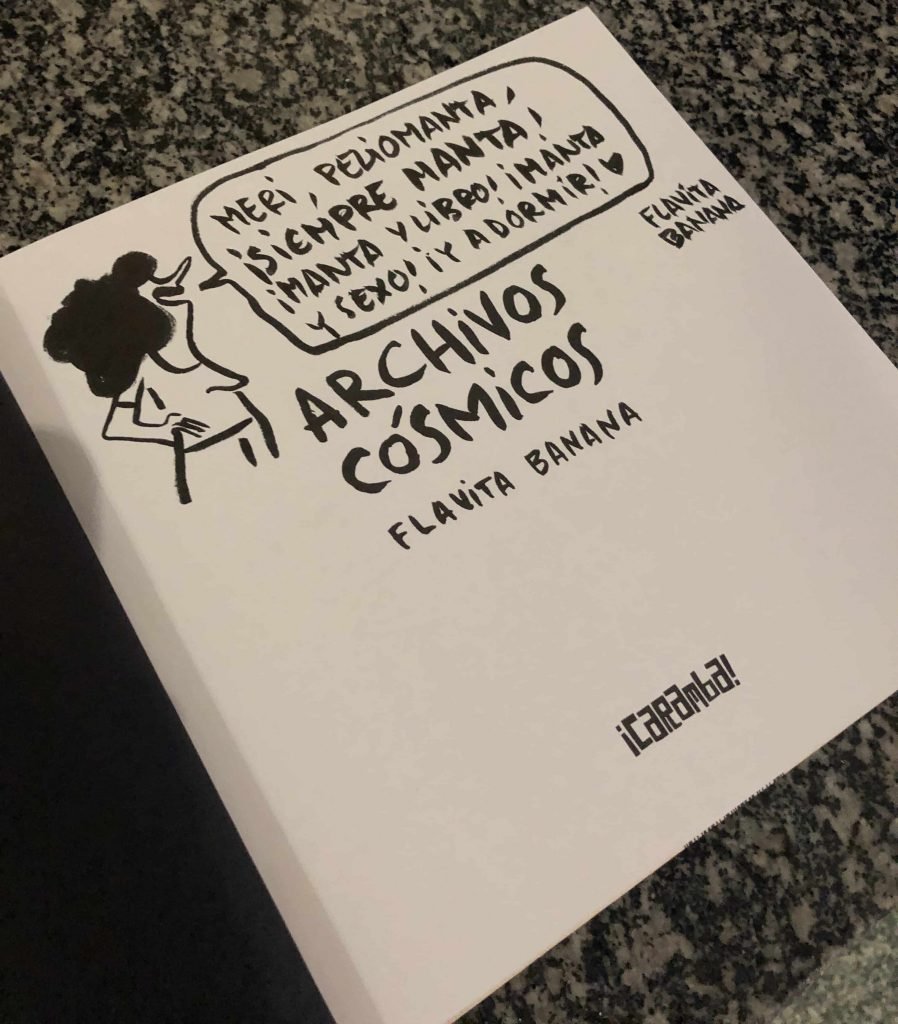 MERI, PELIOMANTA,
¡SIEMPRE MANTA!
¡MANTA Y LIBRO! ¡MANTA
Y SEXO! ¡Y A DORMIR! ♥
FLAVITA
BANANA
ARCHIVOS
CÓSMICOS
FLAVITA BANANA
¡CARAMBA!